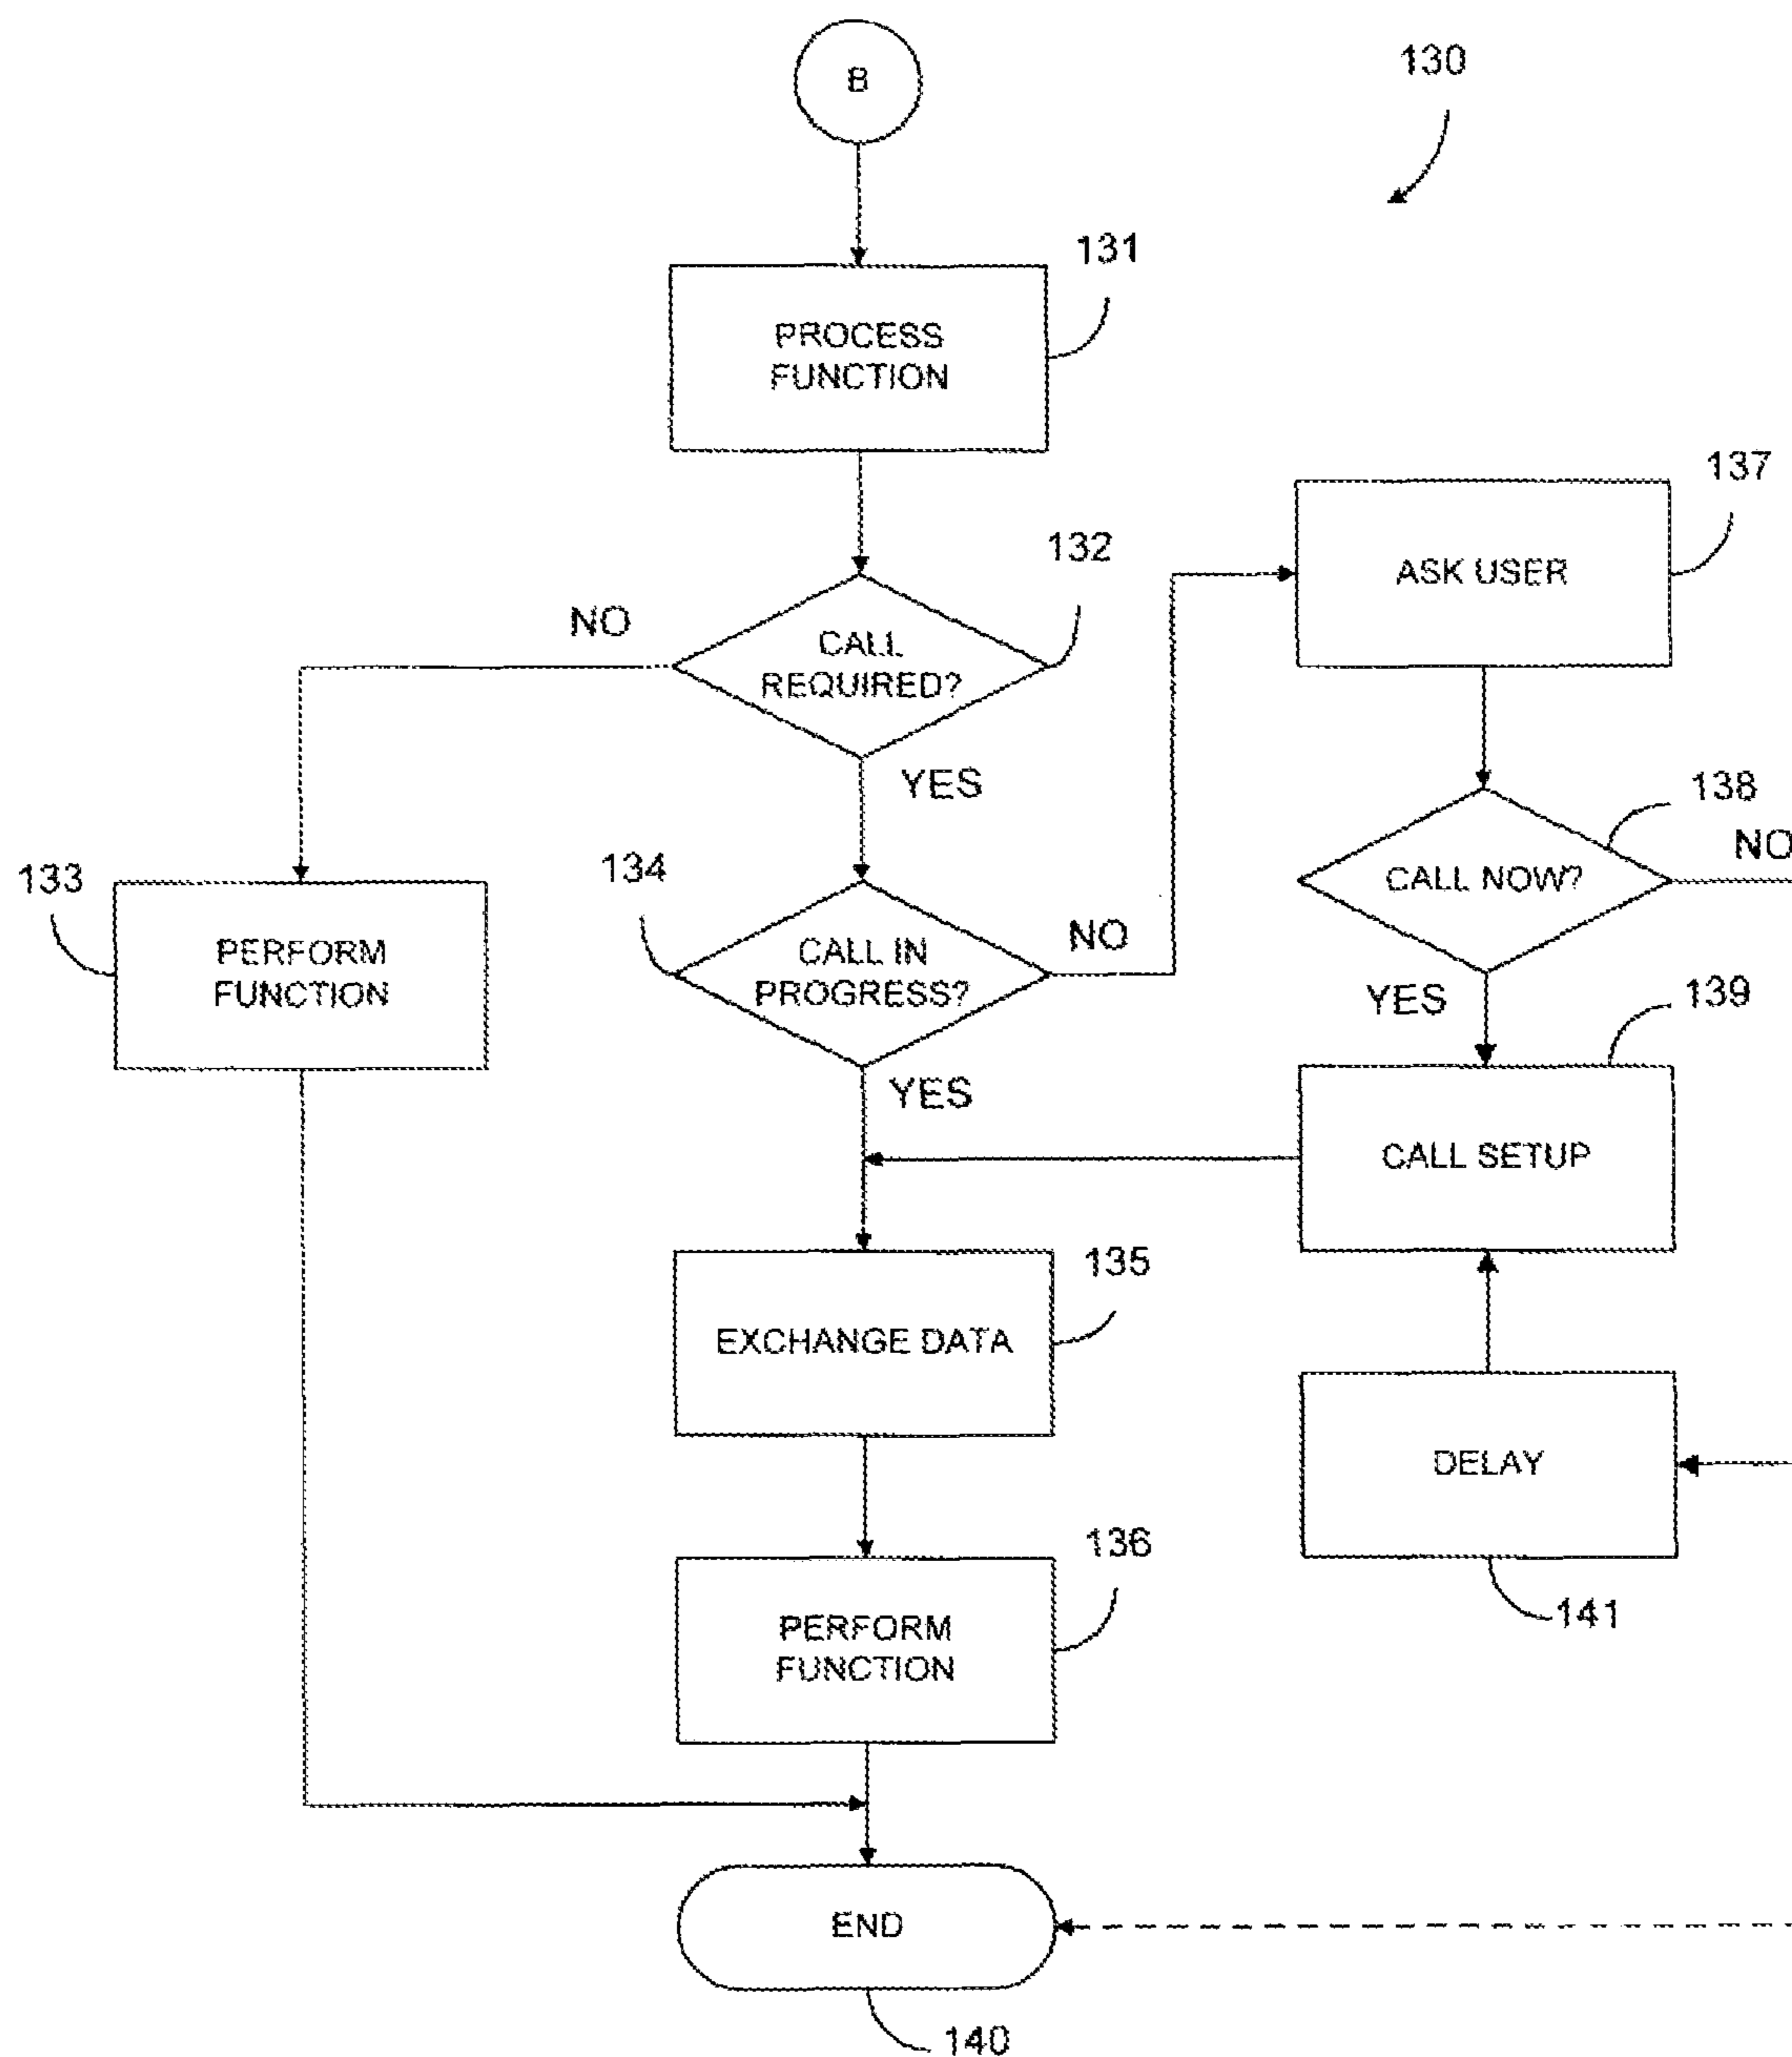 B
130
131
PROCESS
FUNCTION
137
132
ASK USER
NO
CALL
REQUIRED?
YES
138
NO
133
134
CALL NOW?
PERFORM
FUNCTION
CALL IN
PROGRESS?
NO
YES
139
YES
CALL SETUP
135
EXCHANGE DATA
DELAY
136
141
PERFORM
FUNCTION
END
140